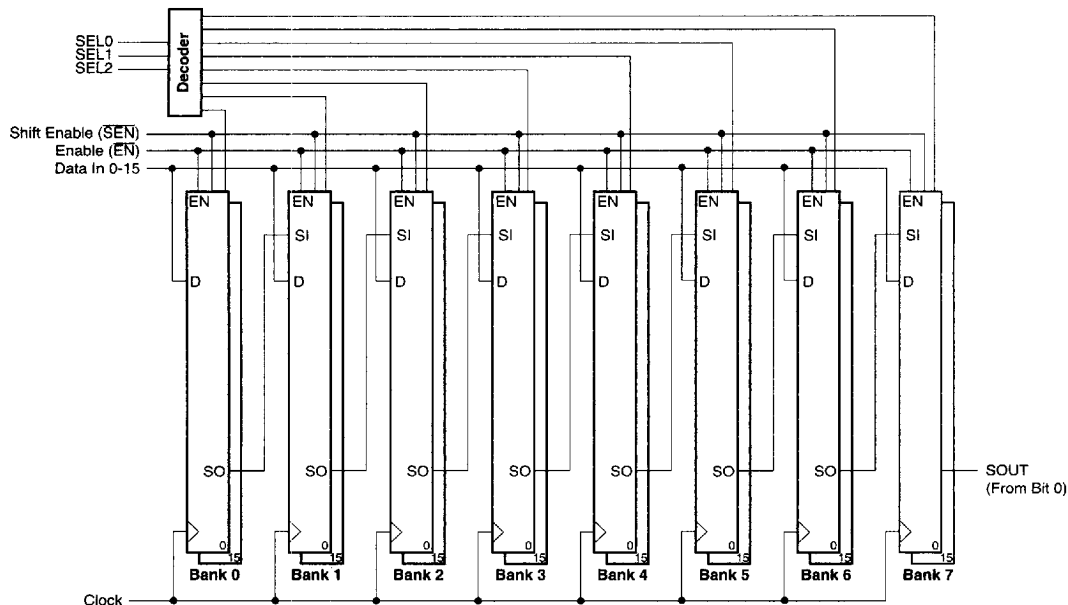 SEL0
SEL1
SEL2
Decoder
Shift Enable (SEN)
Enable (EN)
Data In 0-15
EN EN EN EN EN EN EN EN
SI SI SI SI SI SI SI
D D D D D D D D
SO SO SO SO SO SO SO
SOUT
(From Bit 0)
0 0 0 0 0 0 0 0
15 15 15 15 15 15 15 15
Bank 0 Bank 1 Bank 2 Bank 3 Bank 4 Bank 5 Bank 6 Bank 7
Clock